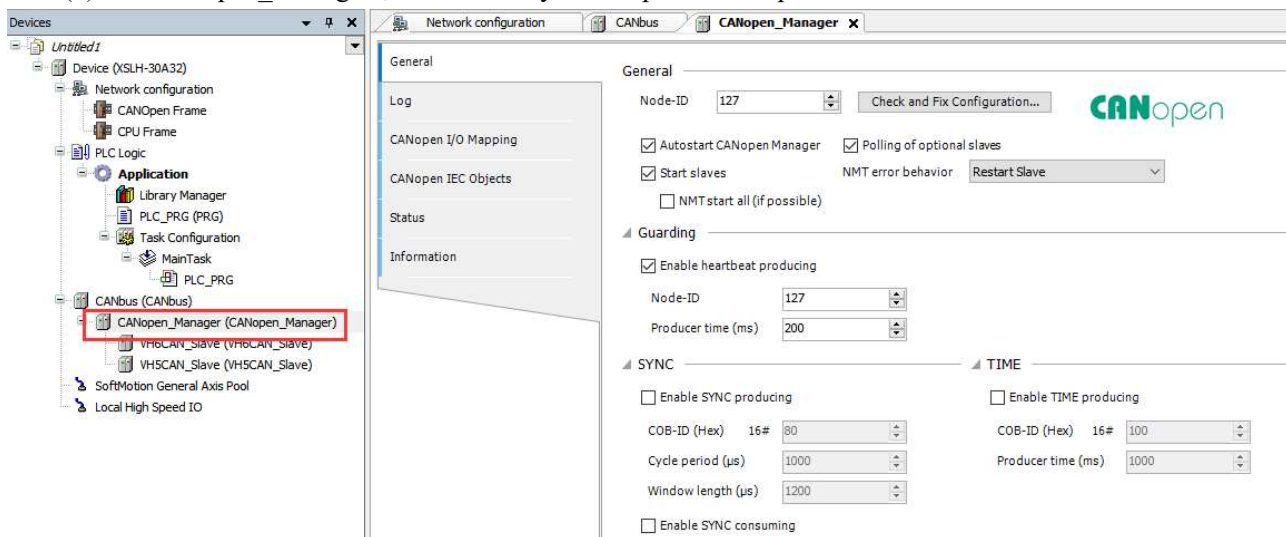 Devices
Untitled1
Device (XSLH-30A32)
Network configuration
CANOpen Frame
CPU Frame
PLC Logic
Application
Library Manager
PLC_PRG (PRG)
Task Configuration
MainTask
PLC_PRG
CANbus (CANbus)
CANopen_Manager (CANopen_Manager)
VH6CAN_Slave (VH6CAN_Slave)
VH5CAN_Slave (VH5CAN_Slave)
SoftMotion General Axis Pool
Local High Speed IO
Network configuration CANbus CANopen_Manager X
General
Log
CANopen I/O Mapping
CANopen IEC Objects
Status
Information
General
Node-ID 127 Check and Fix Configuration... CANopen
Autostart CANopen Manager Polling of optional slaves
Start slaves NMT error behavior Restart Slave
NMT start all (if possible)
Guarding
Enable heartbeat producing
Node-ID 127
Producer time (ms) 200
SYNC TIME
Enable SYNC producing Enable TIME producing
COB-ID (Hex) 16# 80 COB-ID (Hex) 16# 100
Cycle period (µs) 1000 Producer time (ms) 1000
Window length (µs) 1200
Enable SYNC consuming